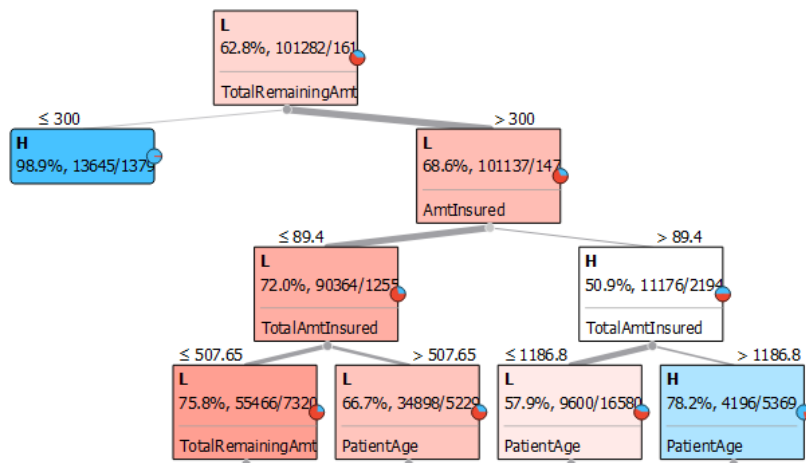 L
62.8%, 101282/161
TotalRemainingAmt
≤ 300
> 300
H
98.9%, 13645/1379
L
68.6%, 101137/147
AmtInsured
≤ 89.4
> 89.4
L
72.0%, 90364/1255
TotalAmtInsured
H
50.9%, 11176/2194
TotalAmtInsured
≤ 507.65
> 507.65
≤ 1186.8
> 1186.8
L
75.8%, 55466/7320
TotalRemainingAmt
L
66.7%, 34898/5229
PatientAge
L
57.9%, 9600/16580
PatientAge
H
78.2%, 4196/5369
PatientAge